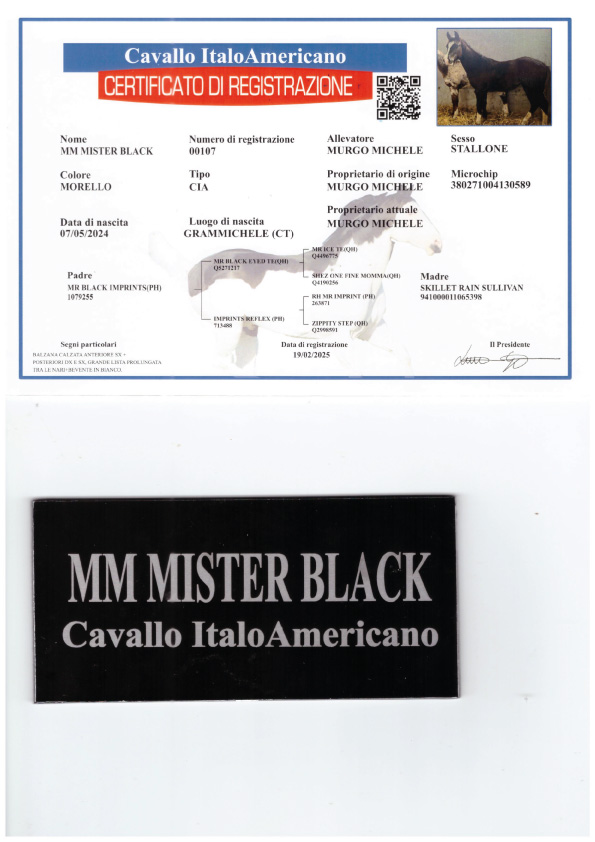 Cavallo ItaloAmericano
CERTIFICATO DI REGISTRAZIONE
Nome
MM MISTER BLACK
Numero di registrazione
00107
Allevatore
MURGO MICHELE
Sesso
STALLONE
Colore
MORELLO
Tipo
CIA
Proprietario di origine
MURGO MICHELE
Microchip
380271004130589
Proprietario attuale
MURGO MICHELE
Data di nascita
07/05/2024
Luogo di nascita
GRAMMICHELE (CT)
Padre
MR BLACK IMPRINTS(PH)
1079255
MR BLACK EYED TE(QH)
Q5271217
MR ICE TE(QH)
Q4496775
SHEZ ONE FINE MOMMA(QH)
Q4190256
IMPRINTS REFLEX (PH)
713488
RH MR IMPRINT (PH)
263871
ZIPPITY STEP (QH)
Q2998591
Madre
SKILLET RAIN SULLIVAN
941000011065398
Segni particolari
BALZANA CALZATA ANTERIORE SX +
POSTERIORI DX E SX, GRANDE LISTA PROLUNGATA
TRA LE NARI^BEVENTE IN BIANCO.
Data di registrazione
19/02/2025
Il Presidente
MM MISTER BLACK
Cavallo ItaloAmericano